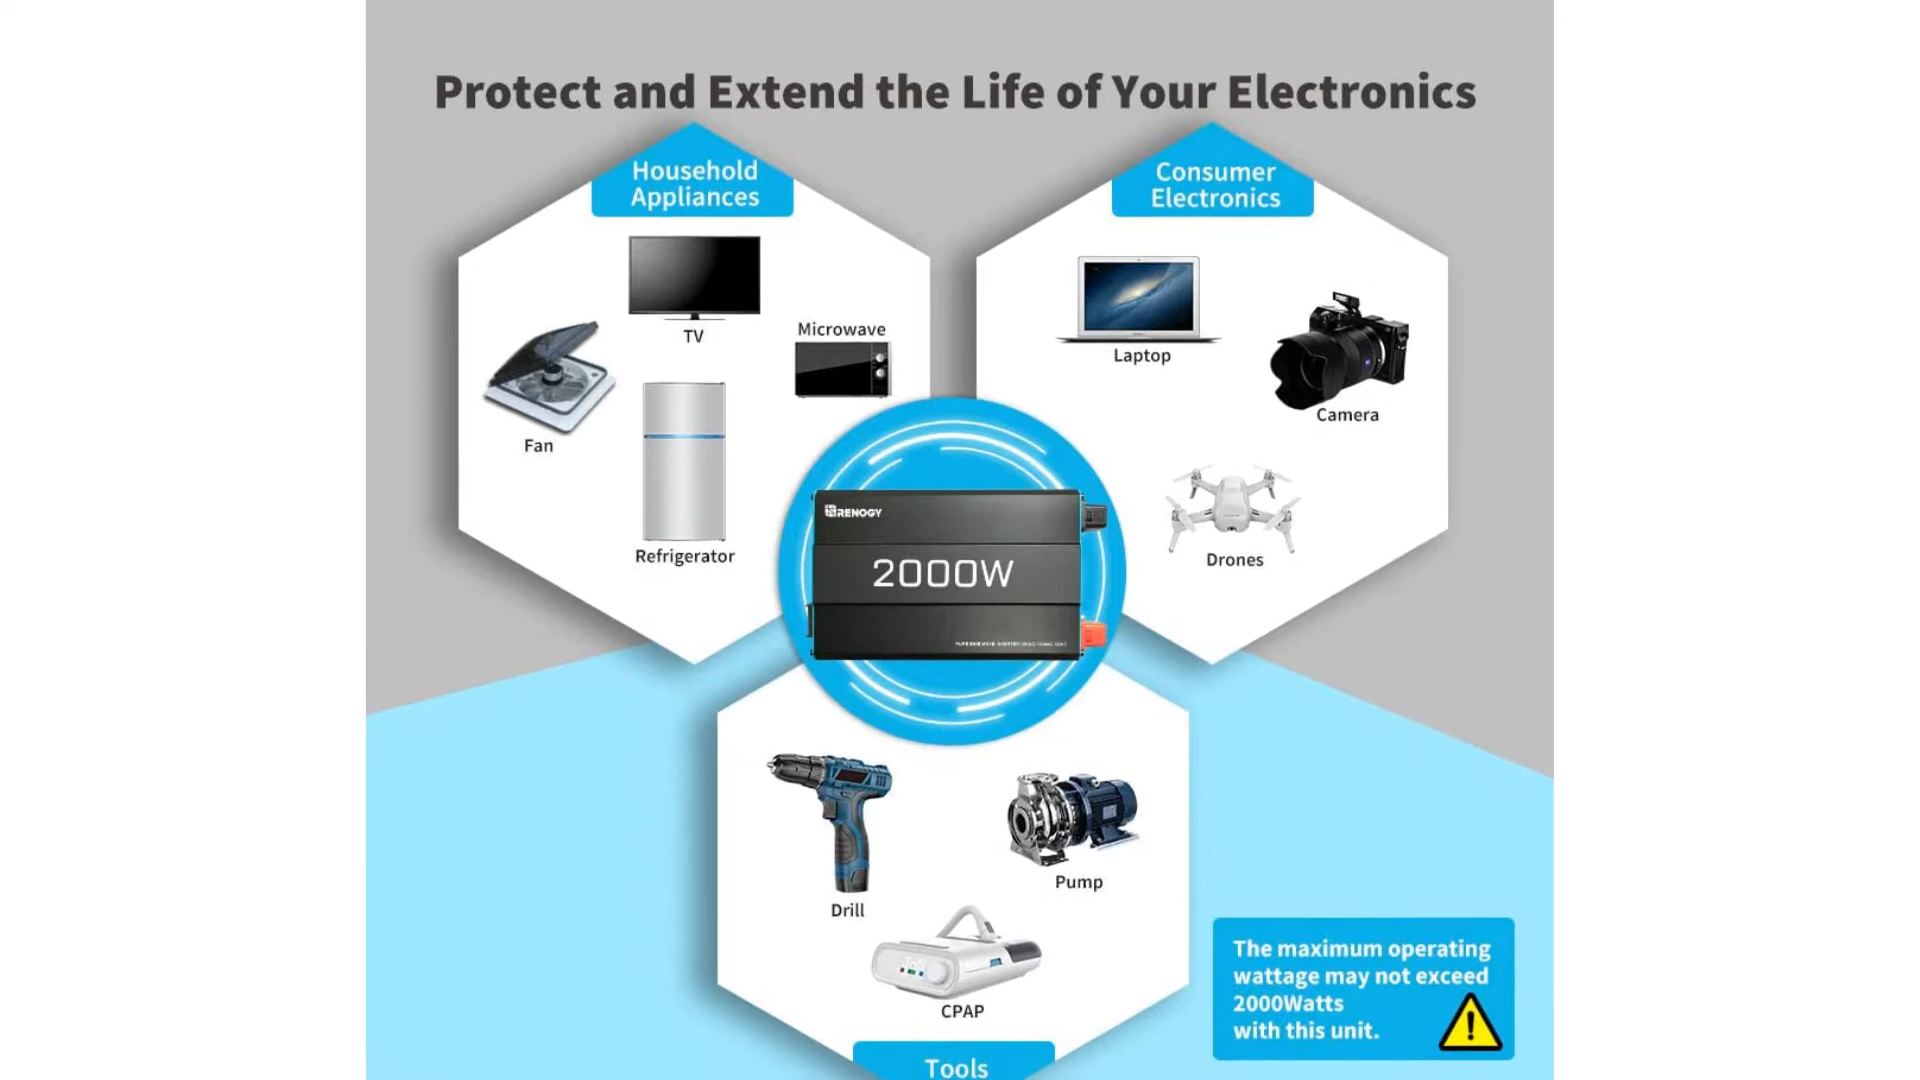 Protect and Extend the Life of Your Electronics
Household
Appliances
TV
Microwave
Fan
Refrigerator
Consumer
Electronics
Laptop
Camera
Drones
RENOGY
2000W
Drill
Pump
CPAP
Tools
The maximum operating
wattage may not exceed
2000Watts
with this unit.